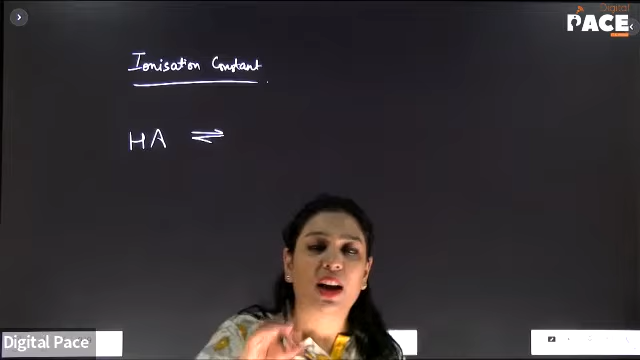 Digital
PACE
Ionisation Constant
HA ⇌
Digital Pace